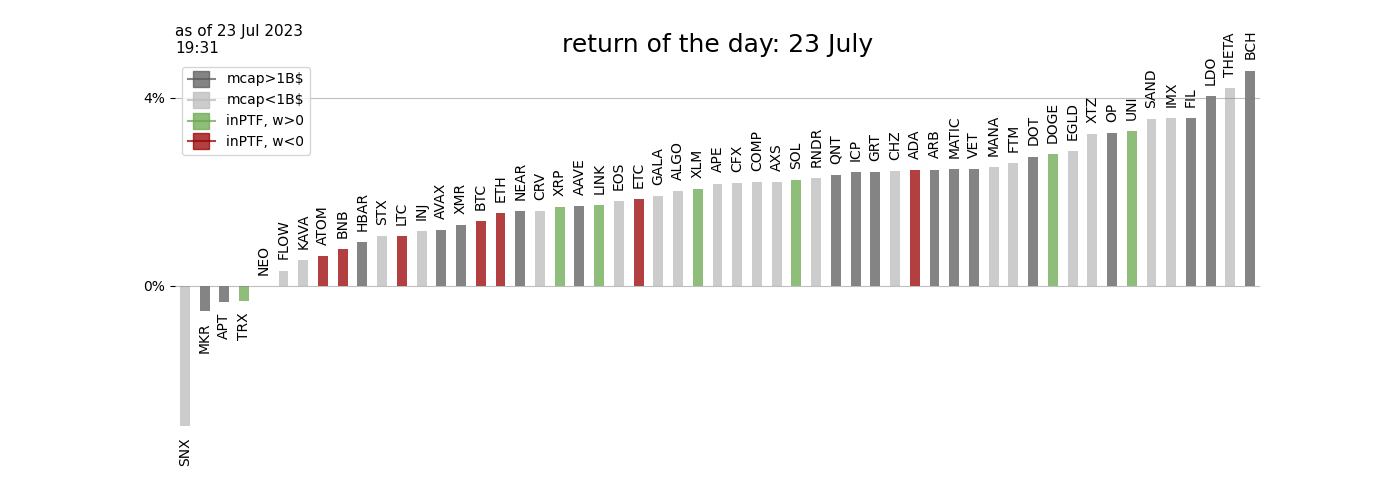 as of 23 Jul 2023
19:31
return of the day: 23 July
mcap>1B$
mcap<1B$
inPTF, w>0
inPTF, w<0
4%
0%
SNX
MKR
APT
TRX
NEO
FLOW
KAVA
ATOM
BNB
HBAR
STX
LTC
INJ
AVAX
XMR
BTC
ETH
NEAR
CRV
XRP
AAVE
LINK
EOS
ETC
GALA
ALGO
XLM
APE
CFX
COMP
AXS
SOL
RNDR
QNT
ICP
GRT
CHZ
ADA
ARB
MATIC
VET
MANA
FTM
DOT
DOGE
EGLD
XTZ
OP
UNI
SAND
IMX
FIL
LDO
THETA
BCH